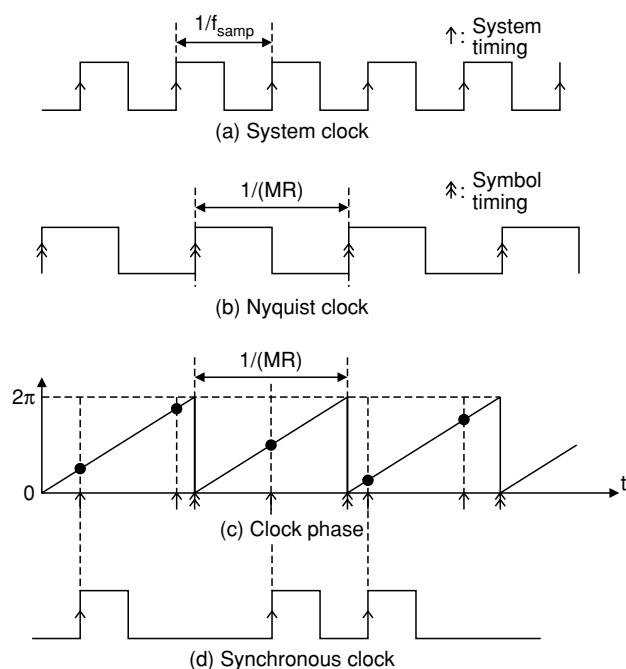 1/f_samp
↑: System
timing
(a) System clock
1/(MR)
↟: Symbol
timing
(b) Nyquist clock
1/(MR)
2π
0
t
(c) Clock phase
(d) Synchronous clock